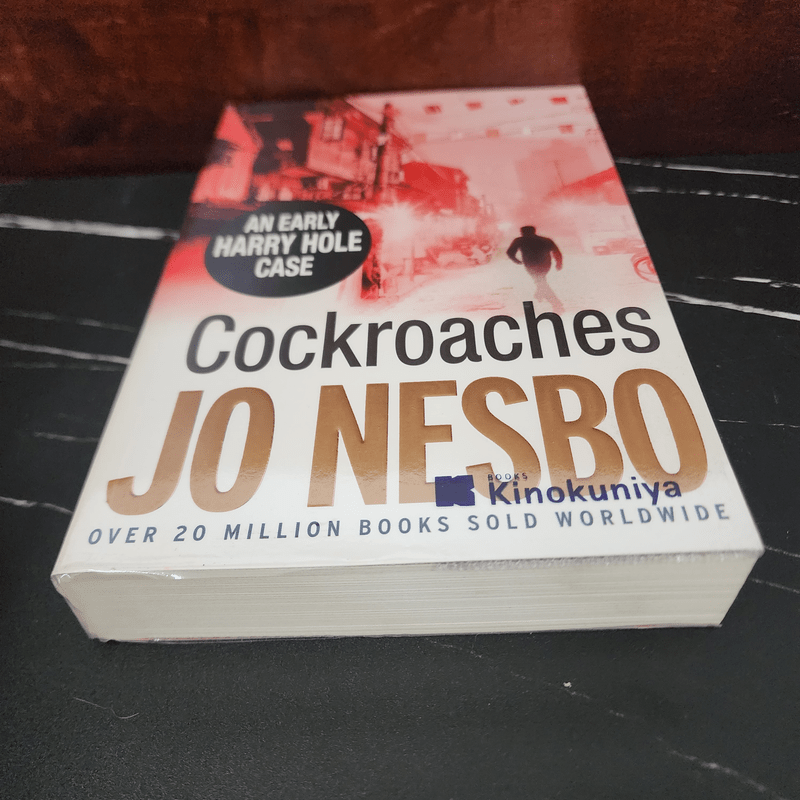 AN EARLY
HARRY HOLE
CASE
Cockroaches
JO NESBO
BOOKS
Kinokuniya
OVER 20 MILLION BOOKS SOLD WORLDWIDE